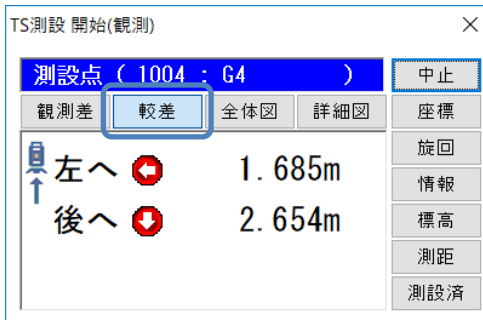 TS測設 開始(観測)
測設点 ( 1004 : G4 )
中止
観測差 較差 全体図 詳細図
座標
旋回
左へ 1.685m
情報
後へ 2.654m
標高
測距
測設済